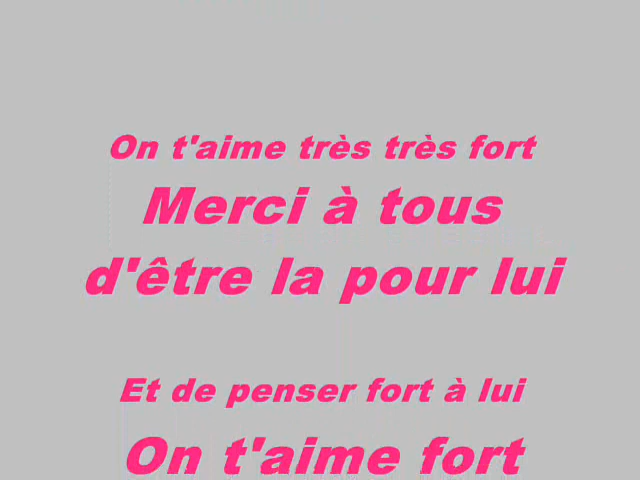 On t'aime très très fort
Merci à tous
d'être la pour lui
Et de penser fort à lui
On t'aime fort